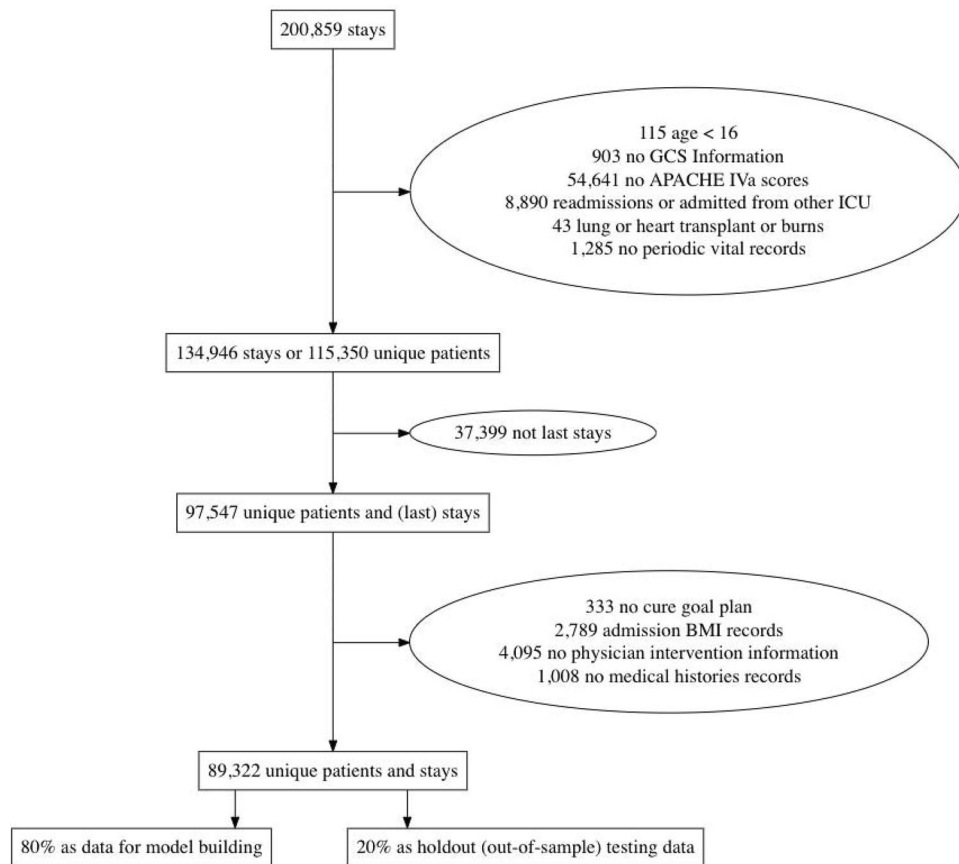 200,859 stays
115 age < 16
903 no GCS Information
54,641 no APACHE IVa scores
8,890 readmissions or admitted from other ICU
43 lung or heart transplant or burns
1,285 no periodic vital records
134,946 stays or 115,350 unique patients
37,399 not last stays
97,547 unique patients and (last) stays
333 no cure goal plan
2,789 admission BMI records
4,095 no physician intervention information
1,008 no medical histories records
89,322 unique patients and stays
80% as data for model building
20% as holdout (out-of-sample) testing data